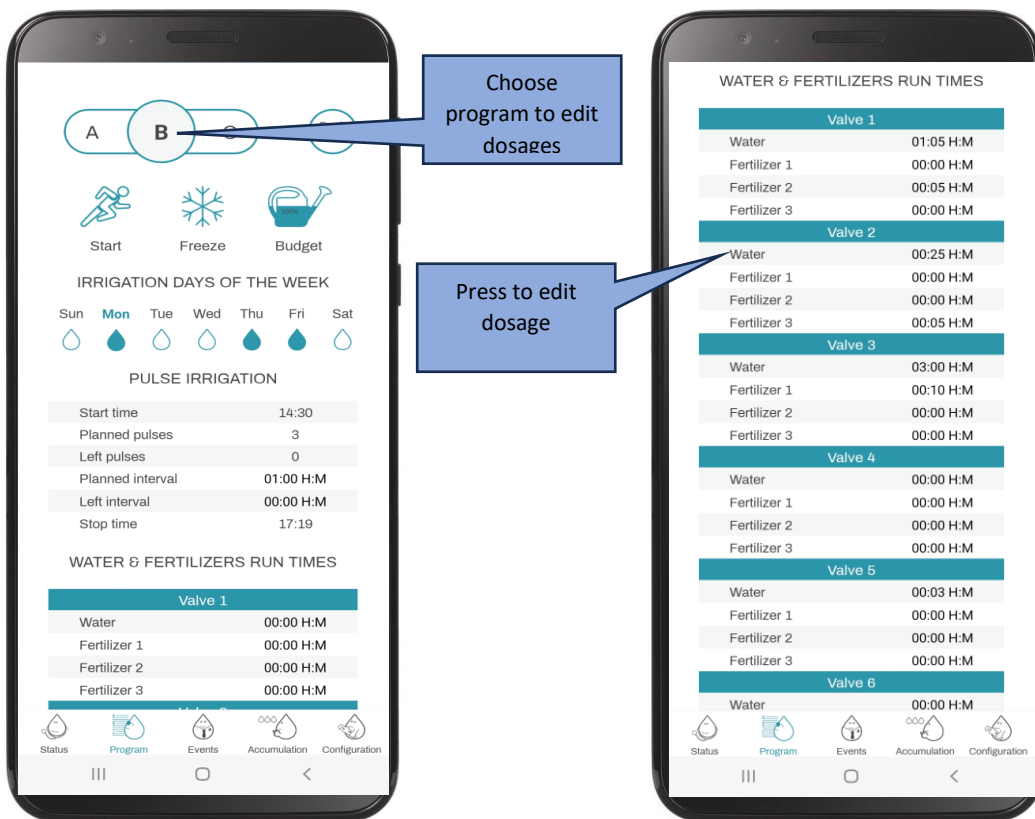 A B
Choose
program to edit
dosages
100%
Start Freeze Budget
IRRIGATION DAYS OF THE WEEK
Sun Mon Tue Wed Thu Fri Sat
PULSE IRRIGATION
Start time 14:30
Planned pulses 3
Left pulses 0
Planned interval 01:00 H:M
Left interval 00:00 H:M
Stop time 17:19
WATER & FERTILIZERS RUN TIMES
Valve 1
Water 00:00 H:M
Fertilizer 1 00:00 H:M
Fertilizer 2 00:00 H:M
Fertilizer 3 00:00 H:M
Status Program Events Accumulation Configuration
Press to edit
dosage
WATER & FERTILIZERS RUN TIMES
Valve 1
Water 01:05 H:M
Fertilizer 1 00:00 H:M
Fertilizer 2 00:05 H:M
Fertilizer 3 00:00 H:M
Valve 2
Water 00:25 H:M
Fertilizer 1 00:00 H:M
Fertilizer 2 00:00 H:M
Fertilizer 3 00:05 H:M
Valve 3
Water 03:00 H:M
Fertilizer 1 00:10 H:M
Fertilizer 2 00:00 H:M
Fertilizer 3 00:00 H:M
Valve 4
Water 00:00 H:M
Fertilizer 1 00:00 H:M
Fertilizer 2 00:00 H:M
Fertilizer 3 00:00 H:M
Valve 5
Water 00:03 H:M
Fertilizer 1 00:00 H:M
Fertilizer 2 00:00 H:M
Fertilizer 3 00:00 H:M
Valve 6
Water 00:00 H:M
Status Program Events Accumulation Configuration